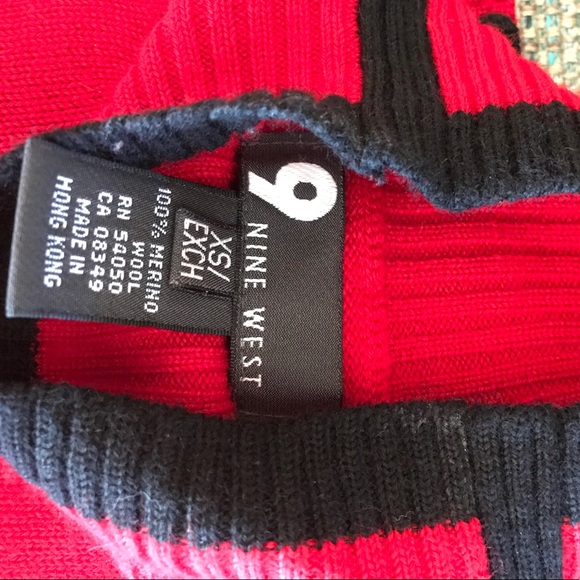 9
NINE WEST
XS/
EXCH
100% MERINO
WOOL
RN 54050
CA 08349
MADE IN
HONG KONG